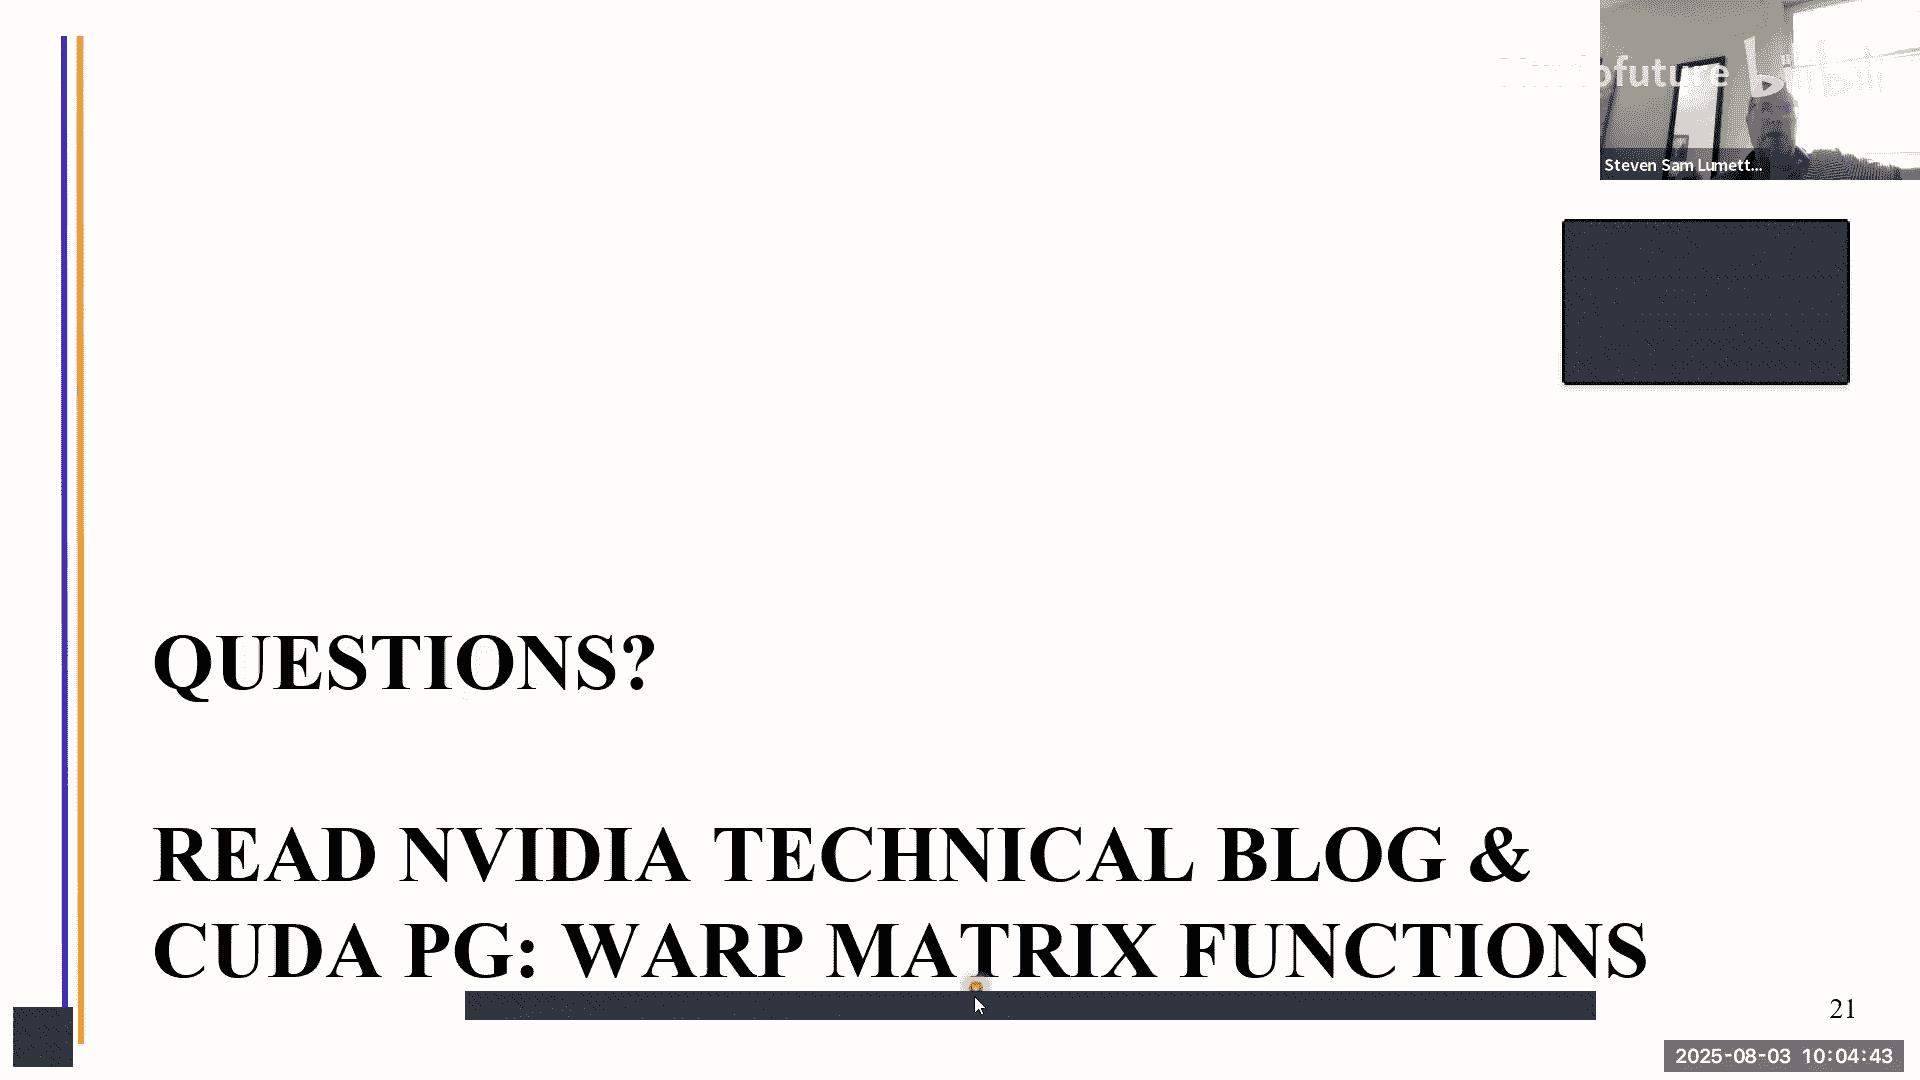 bilibili
Steven Sam Lumett...
QUESTIONS?
READ NVIDIA TECHNICAL BLOG &
CUDA PG: WARP MATRIX FUNCTIONS
21
2025-08-03 10:04:43